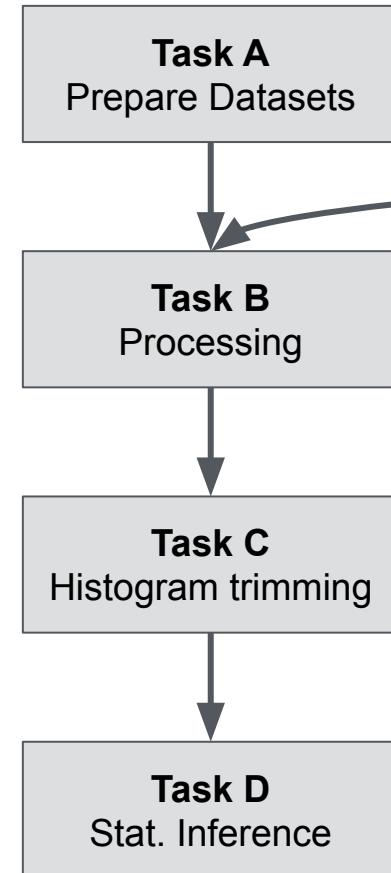 Task A
Prepare Datasets
Task B
Processing
Task C
Histogram trimming
Task D
Stat. Inference